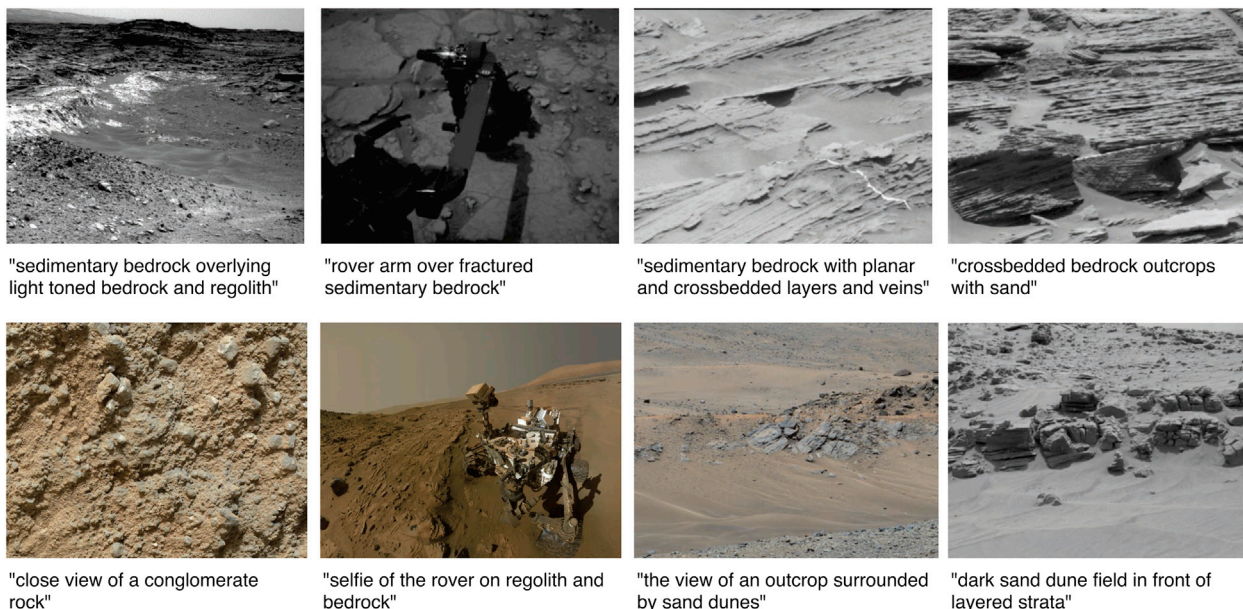 "sedimentary bedrock overlying
light toned bedrock and regolith"
"rover arm over fractured
sedimentary bedrock"
"sedimentary bedrock with planar
and crossbedded layers and veins"
"crossbedded bedrock outcrops
with sand"
"close view of a conglomerate
rock"
"selfie of the rover on regolith and
bedrock"
"the view of an outcrop surrounded
by sand dunes"
"dark sand dune field in front of
layered strata"